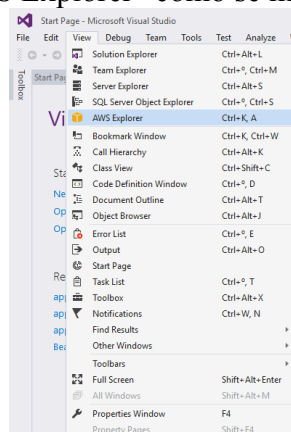 Explorer" como se in
Start Page - Microsoft Visual Studio
File Edit View Debug Team Tools Test Analyze
Toolbox
Start Pa
Solution Explorer Ctrl+Alt+L
Team Explorer Ctrl+º, Ctrl+M
Server Explorer Ctrl+Alt+S
SQL Server Object Explorer Ctrl+º, Ctrl+S
Vi
AWS Explorer Ctrl+K, A
Bookmark Window Ctrl+K, Ctrl+W
Call Hierarchy Ctrl+Alt+K
Sta
Class View Ctrl+Shift+C
Ne
Code Definition Window Ctrl+º, D
Op
Document Outline Ctrl+Alt+T
Op
Object Browser Ctrl+Alt+J
Error List Ctrl+º, E
Output Ctrl+Alt+O
Start Page
Re
Task List Ctrl+º, T
app
Toolbox Ctrl+Alt+X
app
Notifications Ctrl+W, N
app
Find Results
Bea
Other Windows
Toolbars
Full Screen Shift+Alt+Enter
All Windows Shift+Alt+M
Properties Window F4
Property Pages Shift+F4